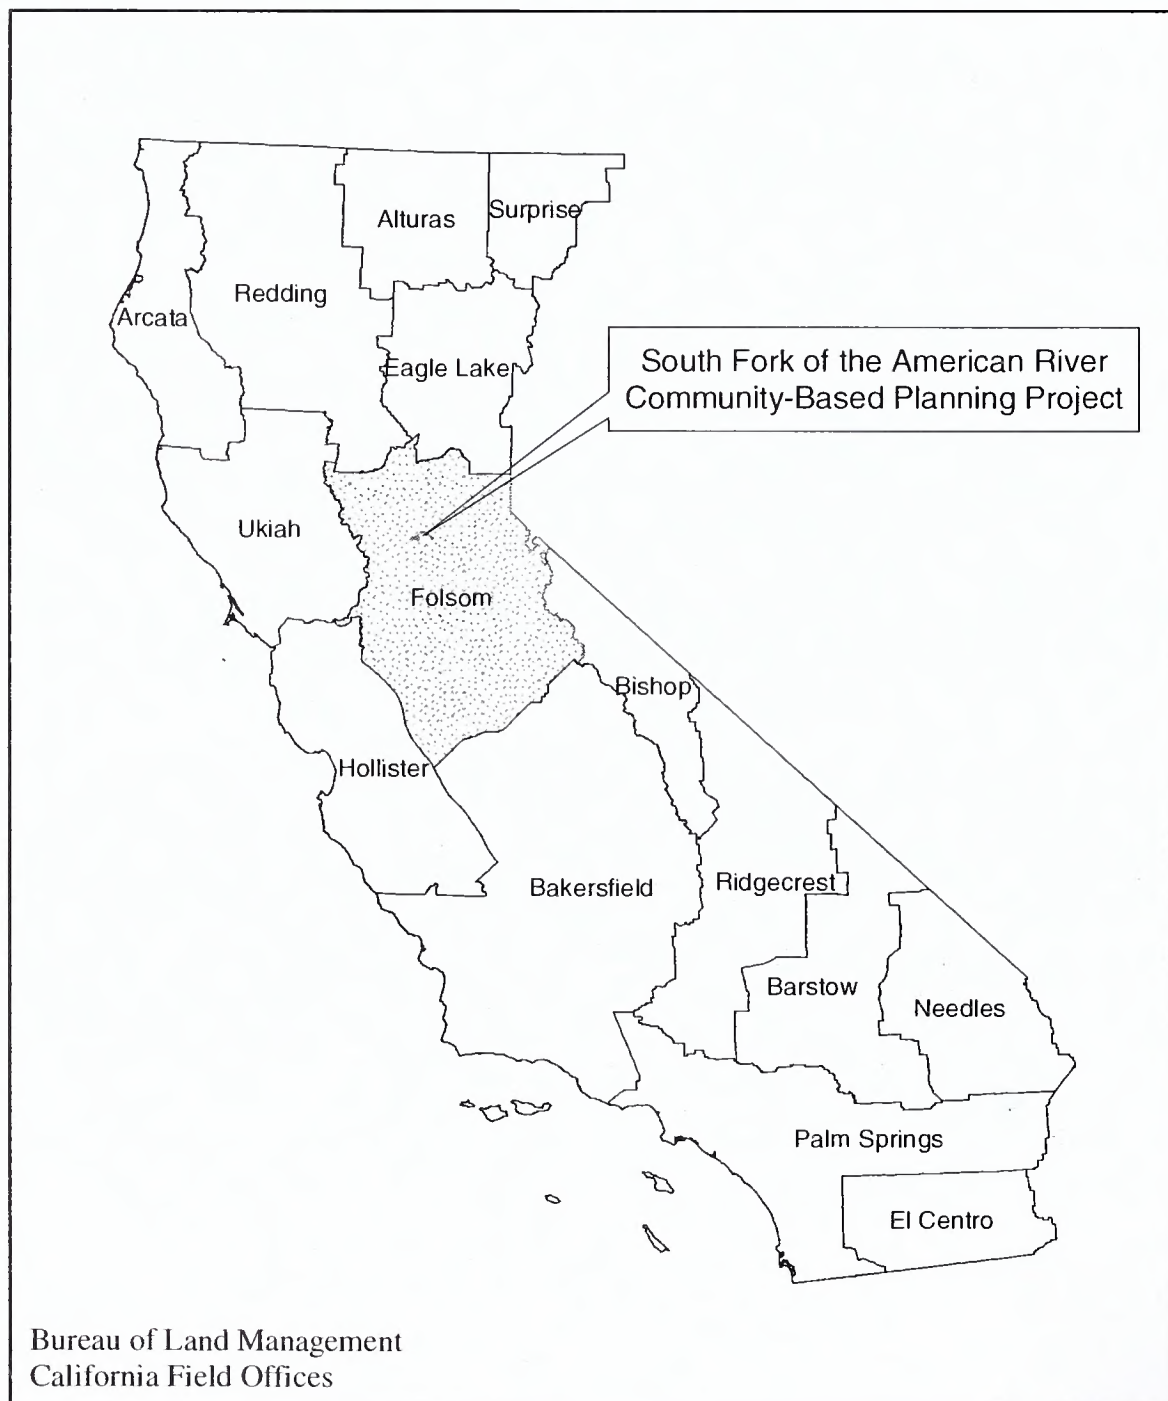 Alturas
Surprise
Redding
Arcata
Eagle Lake
South Fork of the American River
Community-Based Planning Project
Ukiah
Folsom
Bishop
Hollister
Bakersfield
Ridgecrest
Barstow
Needles
Palm Springs
El Centro
Bureau of Land Management
California Field Offices